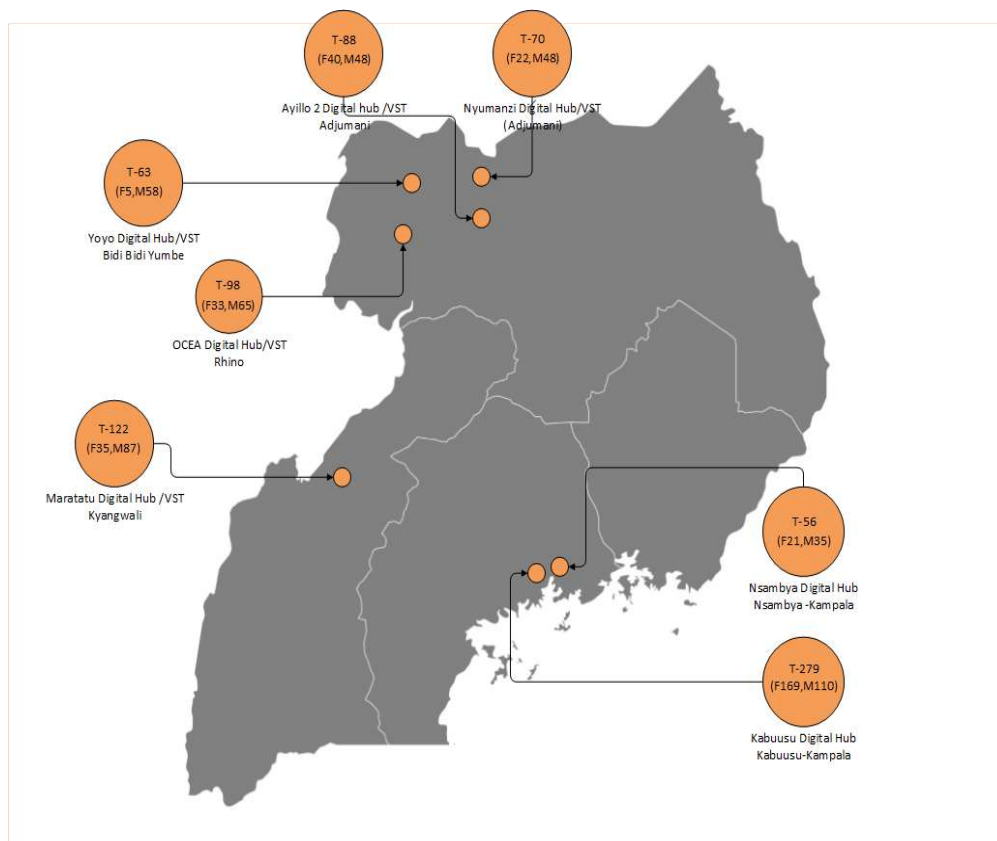 T-88
(F40,M48)
Ayillo 2 Digital hub /VST
Adjumani
T-70
(F22,M48)
Nyumanzi Digital Hub/VST
(Adjumani)
T-63
(F5,M58)
Yoyo Digital Hub/VST
Bidi Bidi Yumbe
T-98
(F33,M65)
OCEA Digital Hub/VST
Rhino
T-122
(F35,M87)
Maratatu Digital Hub /VST
Kyangwali
T-56
(F21,M35)
Nsambya Digital Hub
Nsambya -Kampala
T-279
(F169,M110)
Kabuusu Digital Hub
Kabuusu-Kampala